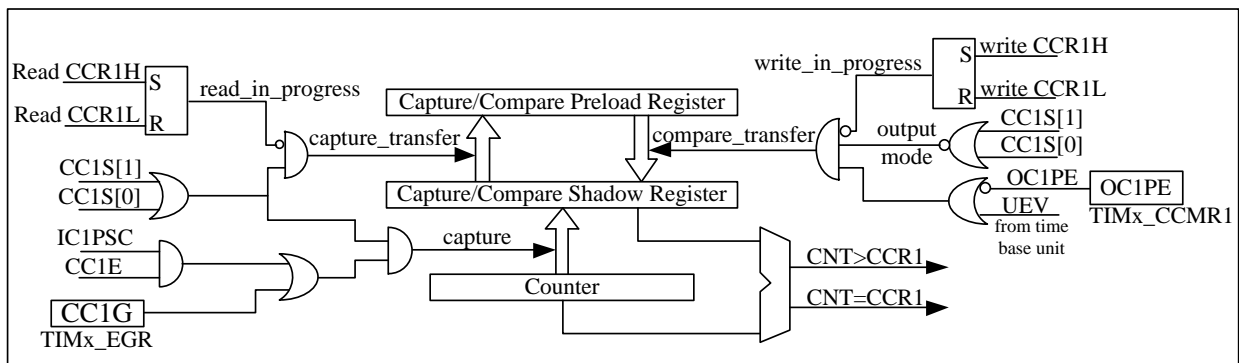 Read CCR1H
S
Read CCR1L
R
read_in_progress
Capture/Compare Preload Register
write_in_progress
S
write CCR1H
R
write CCR1L
capture_transfer
compare_transfer
output
mode
CC1S[1]
CC1S[0]
CC1S[1]
CC1S[0]
Capture/Compare Shadow Register
OC1PE
OC1PE
TIMx_CCMR1
UEV
from time
base unit
IC1PSC
CC1E
capture
CNT>CCR1
Counter
CNT=CCR1
CC1G
TIMx_EGR